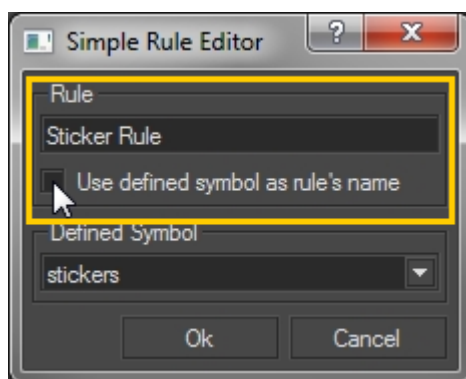 Simple Rule Editor
Rule
Sticker Rule
Use defined symbol as rule's name
Defined Symbol
stickers
Ok Cancel